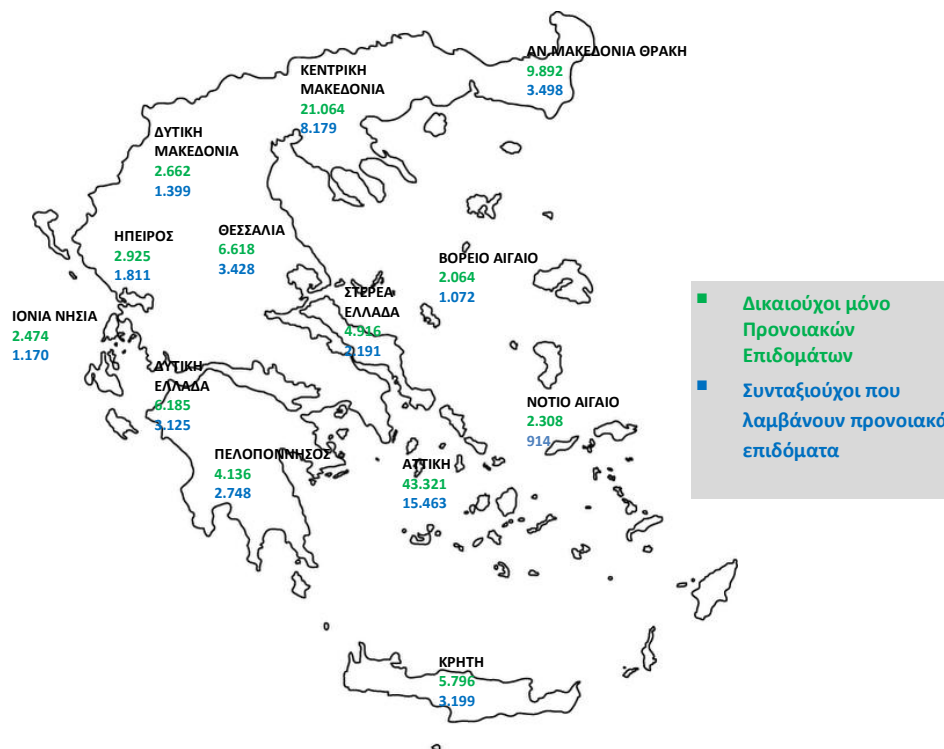 ΑΝ.ΜΑΚΕΔΟΝΙΑ ΘΡΑΚΗ
9.892
3.498
ΚΕΝΤΡΙΚΗ
ΜΑΚΕΔΟΝΙΑ
21.064
8.179
ΔΥΤΙΚΗ
ΜΑΚΕΔΟΝΙΑ
2.662
1.399
ΗΠΕΙΡΟΣ
2.925
1.811
ΘΕΣΣΑΛΙΑ
6.618
3.428
ΒΟΡΕΙΟ ΑΙΓΑΙΟ
2.064
1.072
ΣΤΕΡΕΑ
ΕΛΛΑΔΑ
4.916
2.191
ΙΟΝΙΑ ΝΗΣΙΑ
2.474
1.170
ΔΥΤΙΚΗ
ΕΛΛΑΔΑ
6.185
3.125
ΝΟΤΙΟ ΑΙΓΑΙΟ
2.308
914
ΠΕΛΟΠΟΝΝΗΣΟΣ
4.136
2.748
ΑΤΤΙΚΗ
43.321
15.463
ΚΡΗΤΗ
5.796
3.199
Δικαιούχοι μόνο
Προνοιακών
Επιδομάτων
Συνταξιούχοι που
λαμβάνουν προνοιακά
επιδόματα